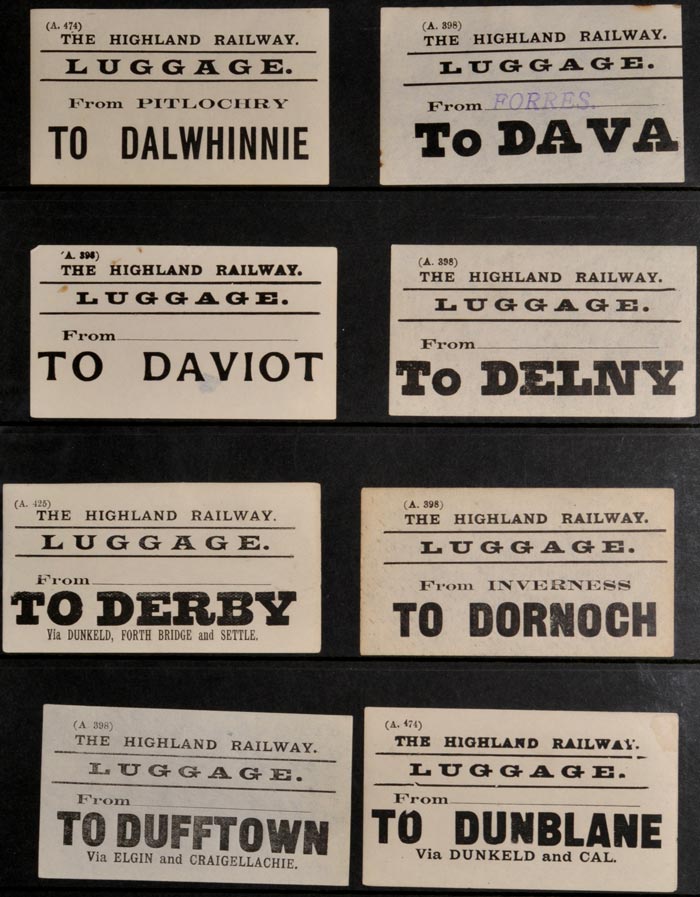 (A. 474)
THE HIGHLAND RAILWAY.
LUGGAGE.
From PITLOCHRY
TO DALWHINNIE
(A. 398)
THE HIGHLAND RAILWAY.
LUGGAGE.
From FORRES.
To DAVA
(A. 398)
THE HIGHLAND RAILWAY.
LUGGAGE.
From
TO DAVIOT
(A. 398)
THE HIGHLAND RAILWAY.
LUGGAGE.
From
To DELNY
(A. 425)
THE HIGHLAND RAILWAY.
LUGGAGE.
From
TO DERBY
Via DUNKELD, FORTH BRIDGE and SETTLE.
(A. 398)
THE HIGHLAND RAILWAY.
LUGGAGE.
From INVERNESS
TO DORNOCH
(A 398)
THE HIGHLAND RAILWAY.
LUGGAGE.
From
TO DUFFTOWN
Via ELGIN and CRAIGELLACHIE.
(A. 474)
THE HIGHLAND RAILWAY.
LUGGAGE.
From
TO DUNBLANE
Via DUNKELD and CAL.